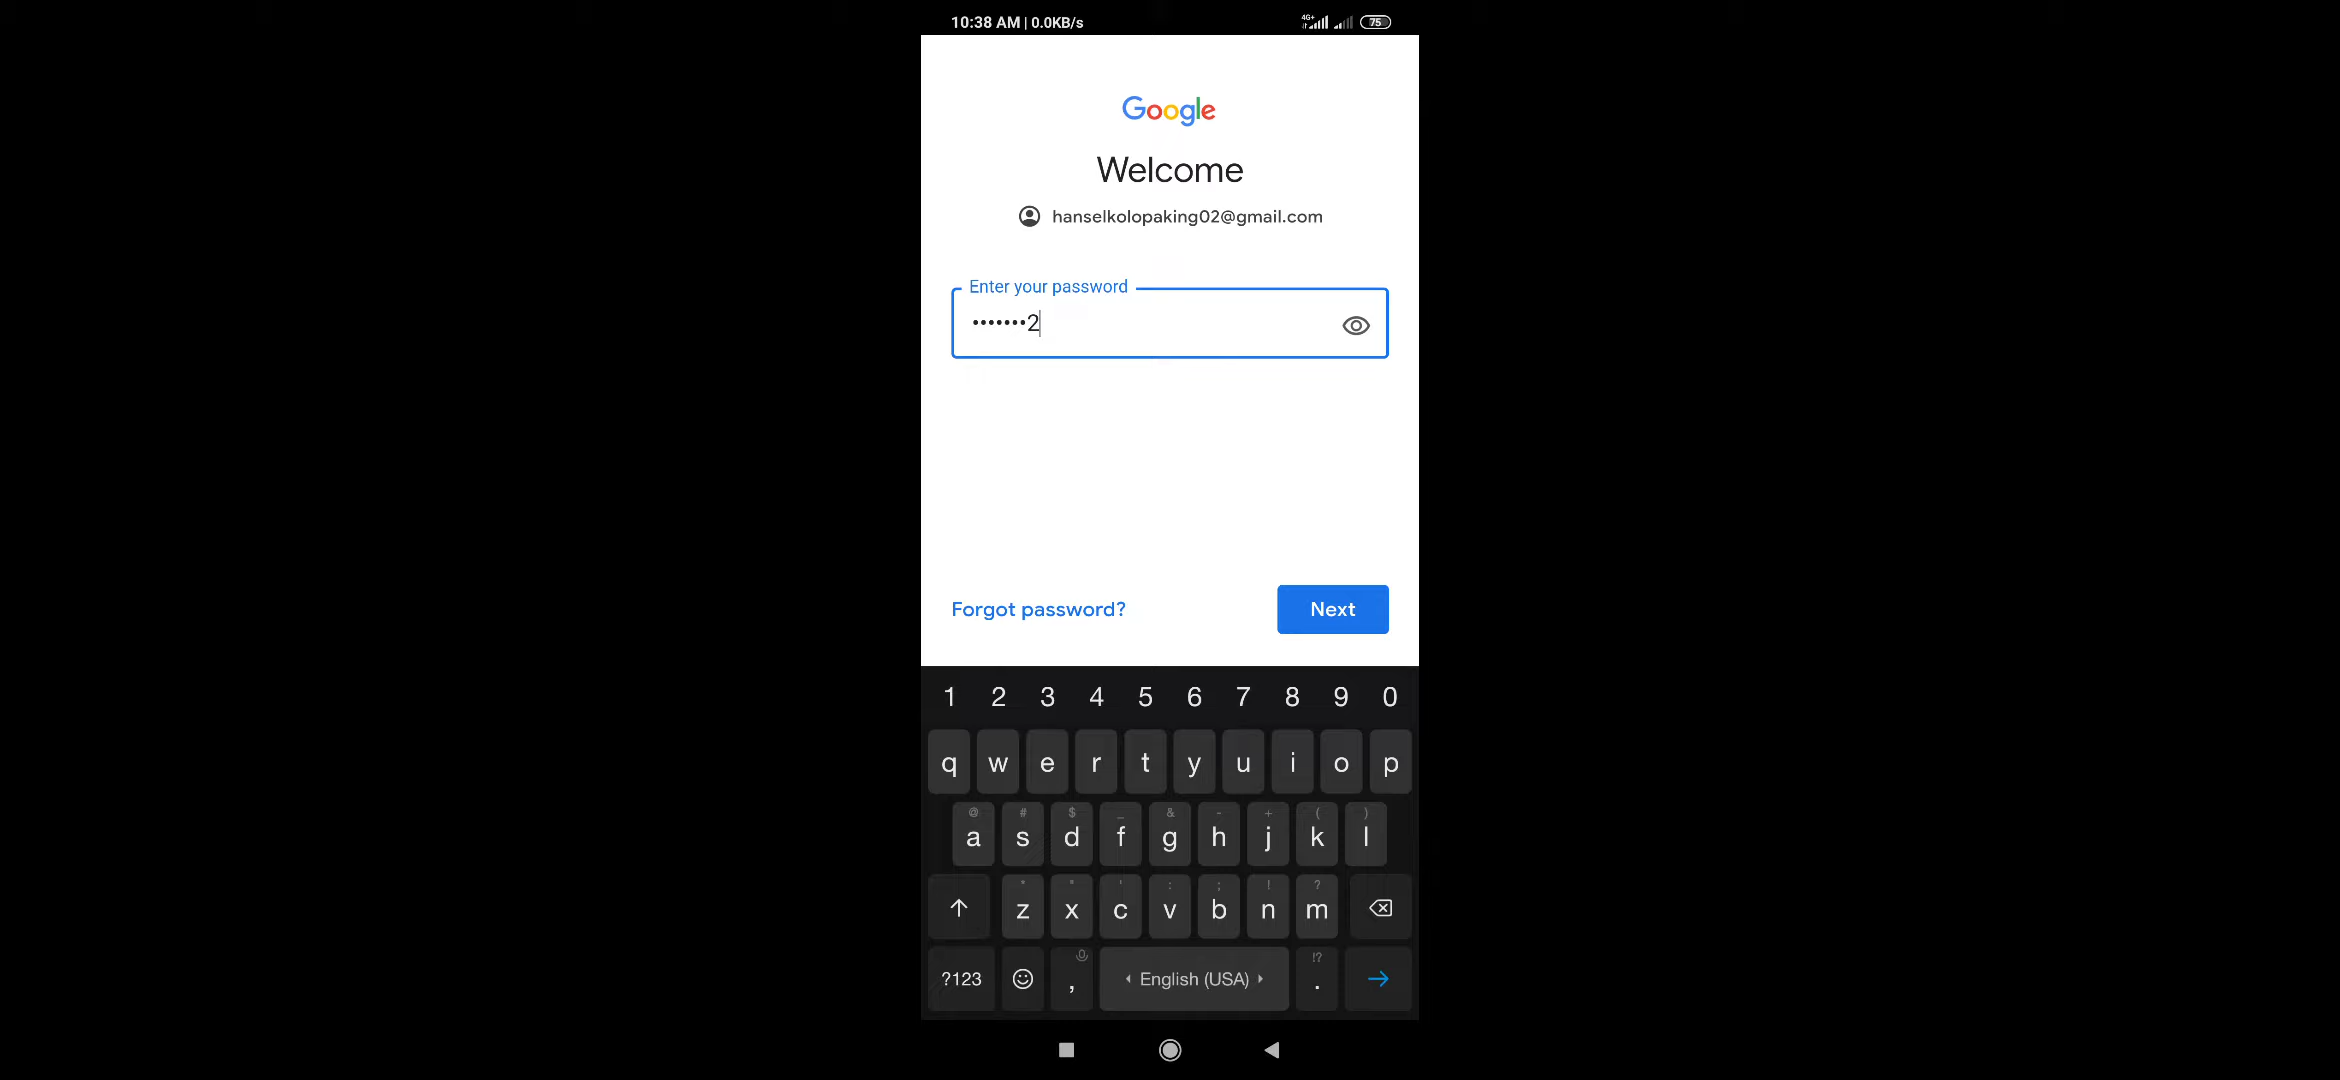 10:38 AM | 0.0KB/s 4G+ 75
Google
Welcome
hanselkolopaking02@gmail.com
Enter your password
•••••••2
Forgot password? Next
1 2 3 4 5 6 7 8 9 0
q w e r t y u i o p
@ # $ _ & - + ( )
a s d f g h j k l
* " ' : ; ! ?
z x c v b n m
!?
?123 , English (USA) .